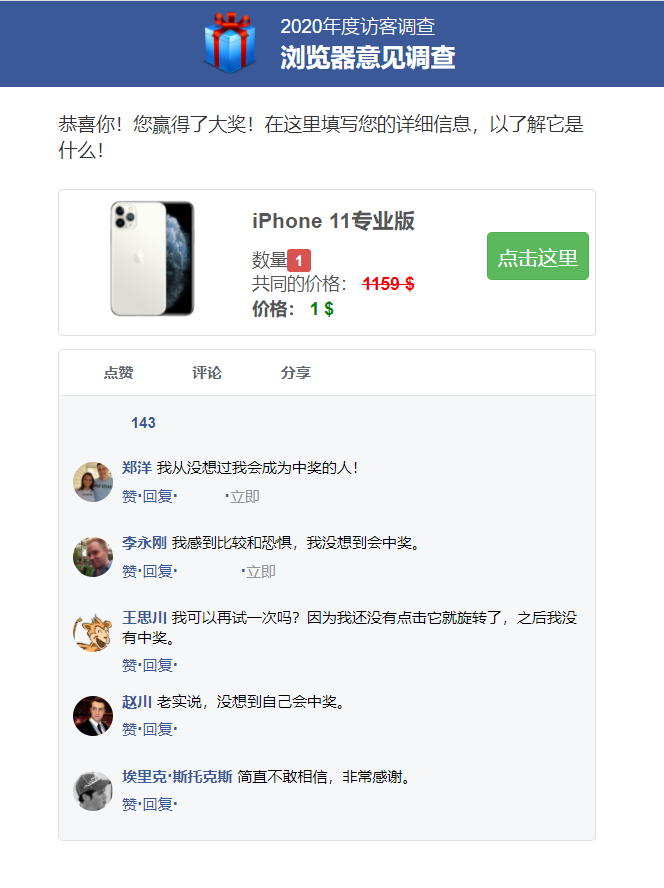 2020年度访客调查
浏览器意见调查
恭喜你！您赢得了大奖！在这里填写您的详细信息，以了解它是
什么！
iPhone 11专业版
数量1
共同的价格： 1159 $
价格： 1 $
点击这里
点赞 评论 分享
143
郑洋 我从没想过我会成为中奖的人！
赞·回复· ·立即
李永刚 我感到比较和恐惧，我没想到会中奖。
赞·回复· ·立即
王思川 我可以再试一次吗？因为我还没有点击它就旋转了，之后我没
有中奖。
赞·回复·
赵川 老实说，没想到自己会中奖。
赞·回复·
埃里克·斯托克斯 简直不敢相信，非常感谢。
赞·回复·